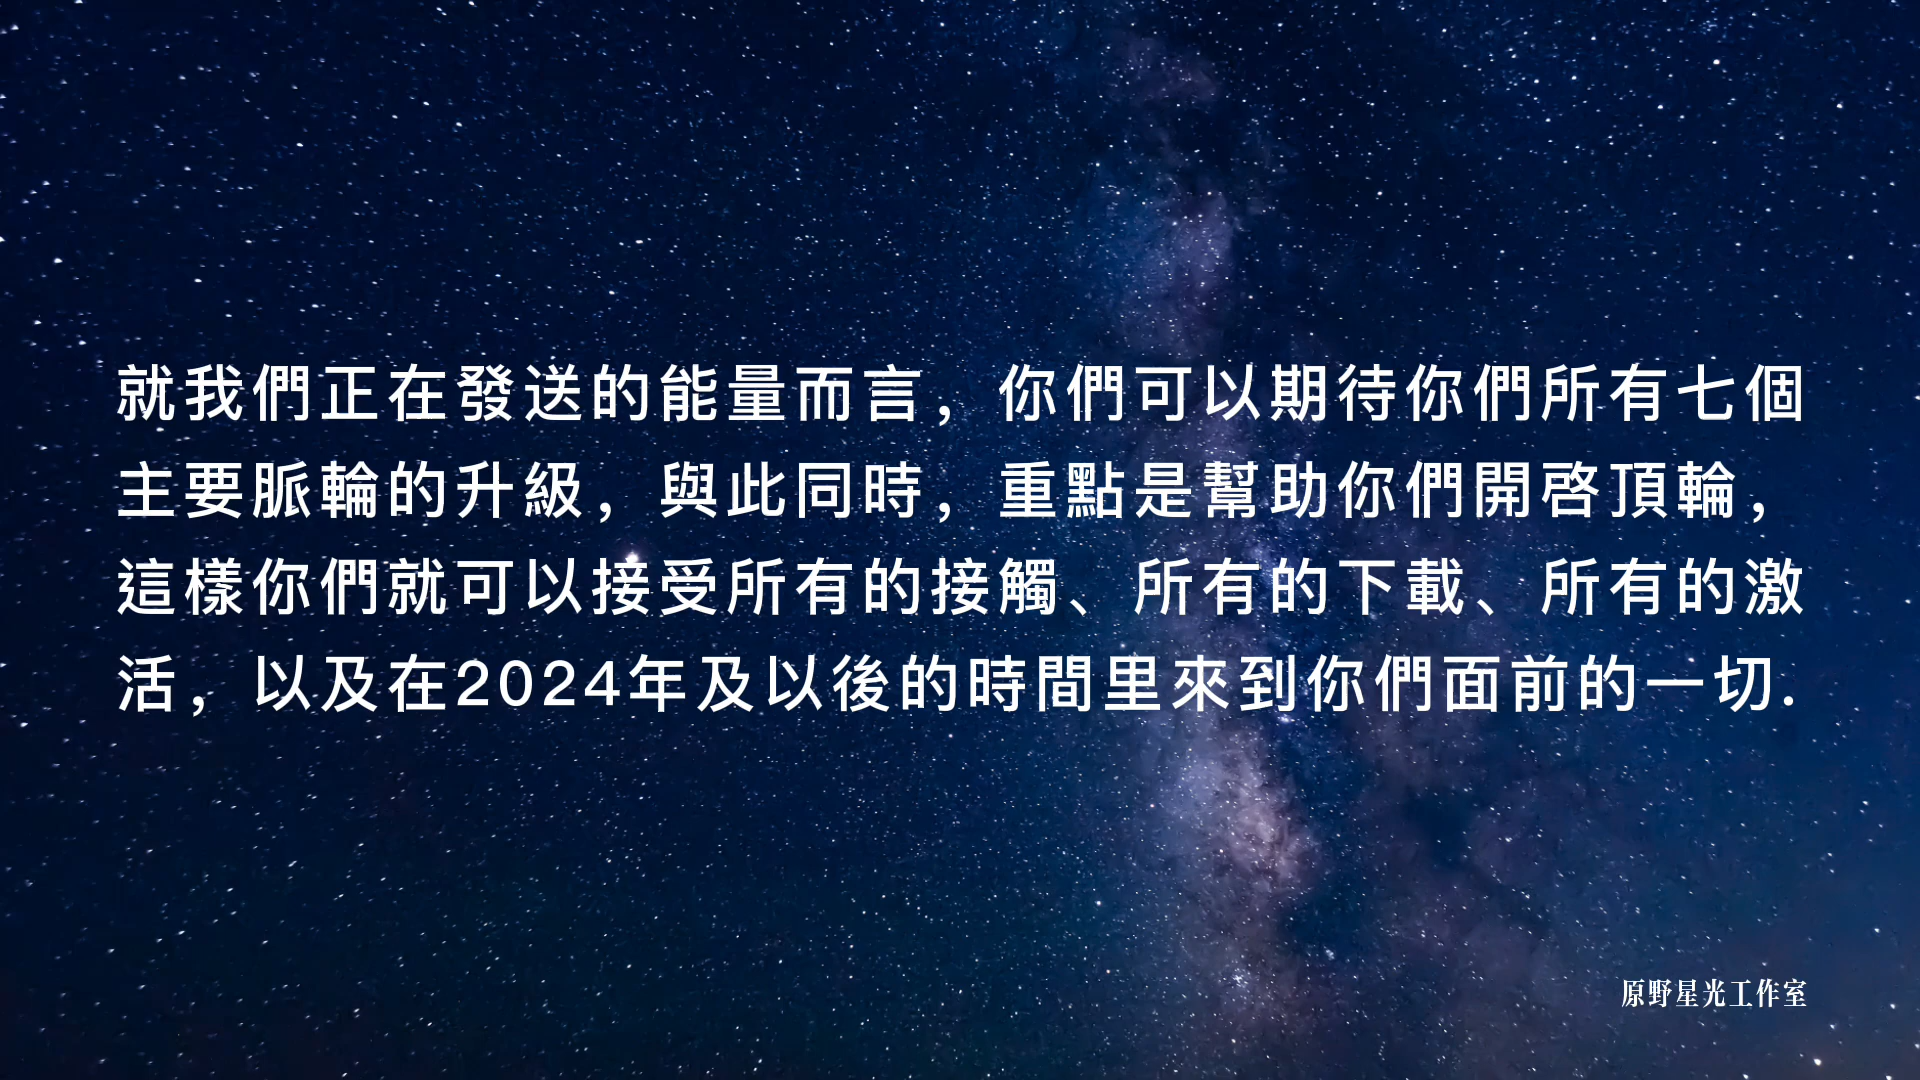 就我們正在發送的能量而言，你們可以期待你們所有七個
主要脈輪的升級，與此同時，重點是幫助你們開啓頂輪，
這樣你們就可以接受所有的接觸、所有的下載、所有的激
活，以及在2024年及以後的時間里來到你們面前的一切.
原野星光工作室